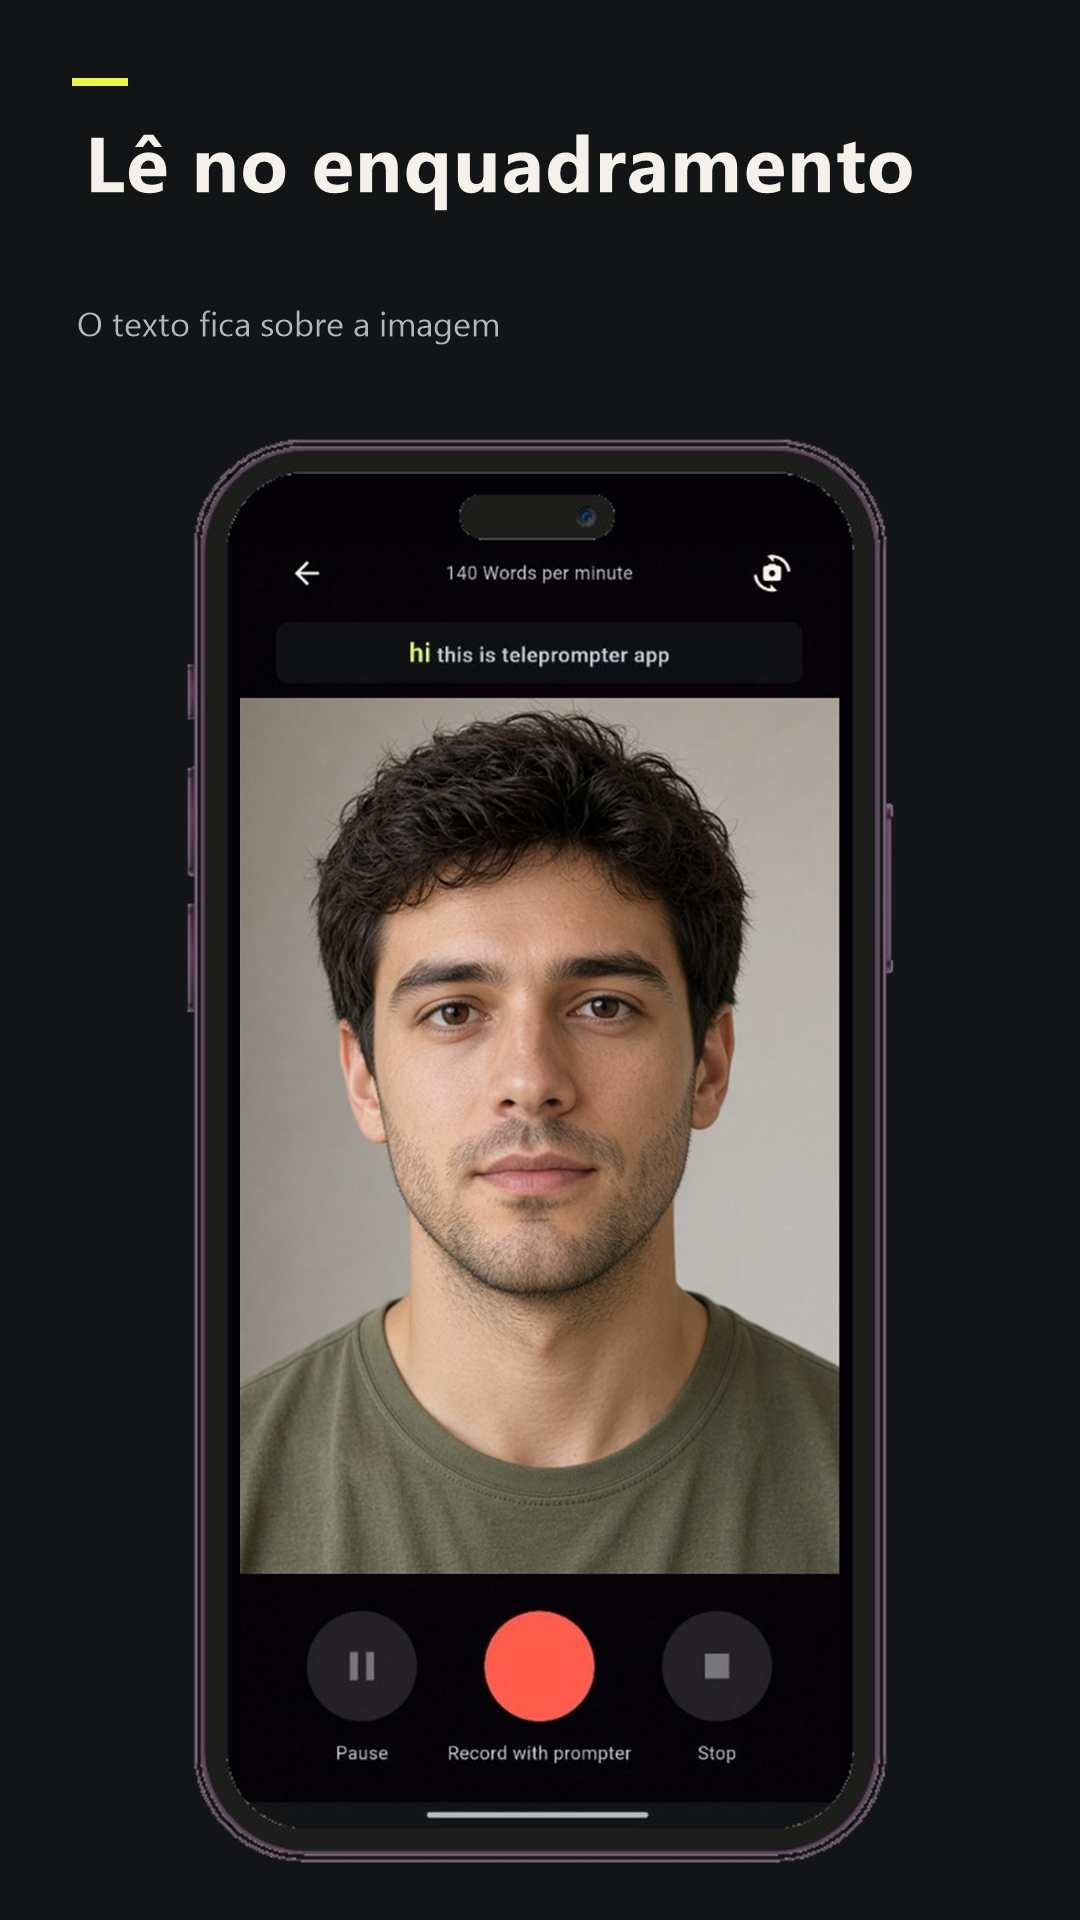 Lê no enquadramento
O texto fica sobre a imagem
140 Words per minute
hi this is teleprompter app
Pause
Record with prompter
Stop